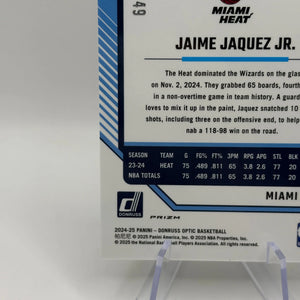 49
MIAMI
HEAT
JAIME JAQUEZ JR.
The Heat dominated the Wizards on the glas
on Nov. 2, 2024. They grabbed 65 boards, fourth
in a non-overtime game in team history. A guard
loves to mix it up in the paint, Jaquez snatched 10
shots, including three on the offensive end, to help
nab a 118-98 win on the road.
SEASON TEAM G FG% FT% 3PM RPG APG STL PTS
23-24 HEAT 75 .489 .811 65 3.8 2.6 77 20
NBA TOTALS 75 .489 .811 65 3.8 2.6 77 20
MIAMI
DONRUSS
PRIZM
2024-25 PANINI – DONRUSS OPTIC BASKETBALL
帕尼尼 © 2025 Panini America, Inc. © 2025 NBA Properties, Inc.
© 2025 the National Basketball Players Association. All Rights Reserved.